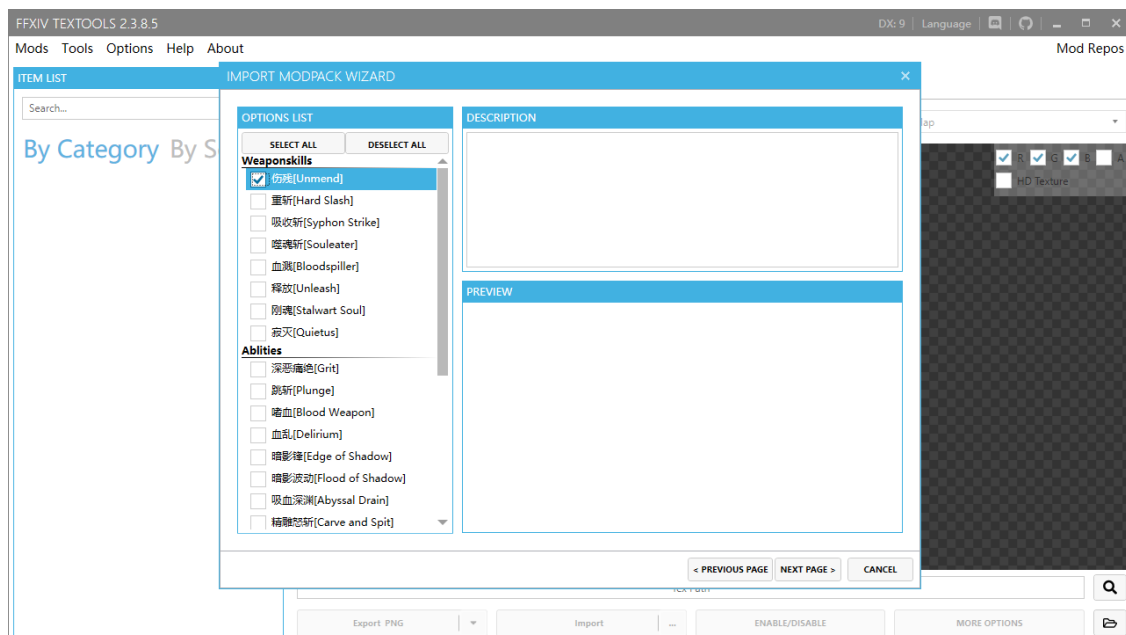 FFXIV TEXTOOLS 2.3.8.5
DX: 9 Language
Mods Tools Options Help About
Mod Repos
ITEM LIST
Search...
By Category By S
IMPORT MODPACK WIZARD
OPTIONS LIST
SELECT ALL DESELECT ALL
Weaponskills
伤残[Unmend]
重斩[Hard Slash]
吸收斩[Syphon Strike]
噬魂斩[Souleater]
血溅[Bloodspiller]
释放[Unleash]
刚魂[Stalwart Soul]
寂灭[Quietus]
Ablities
深恶痛绝[Grit]
跳斩[Plunge]
嗜血[Blood Weapon]
血乱[Delirium]
暗影锋[Edge of Shadow]
暗影波动[Flood of Shadow]
吸血深渊[Abyssal Drain]
精雕怒斩[Carve and Spit]
DESCRIPTION
PREVIEW
< PREVIOUS PAGE NEXT PAGE > CANCEL
R G B A
HD Texture
Export PNG Import ... ENABLE/DISABLE MORE OPTIONS